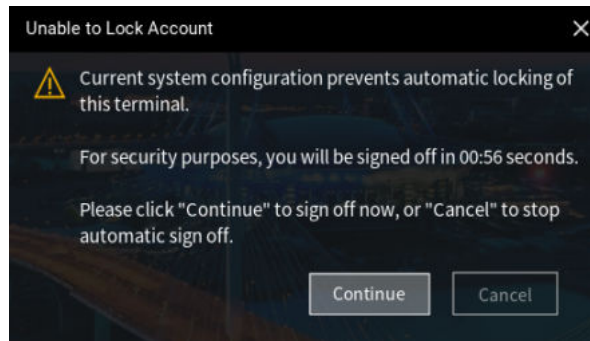 Unable to Lock Account
Current system configuration prevents automatic locking of
this terminal.
For security purposes, you will be signed off in 00:56 seconds.
Please click "Continue" to sign off now, or "Cancel" to stop
automatic sign off.
Continue
Cancel